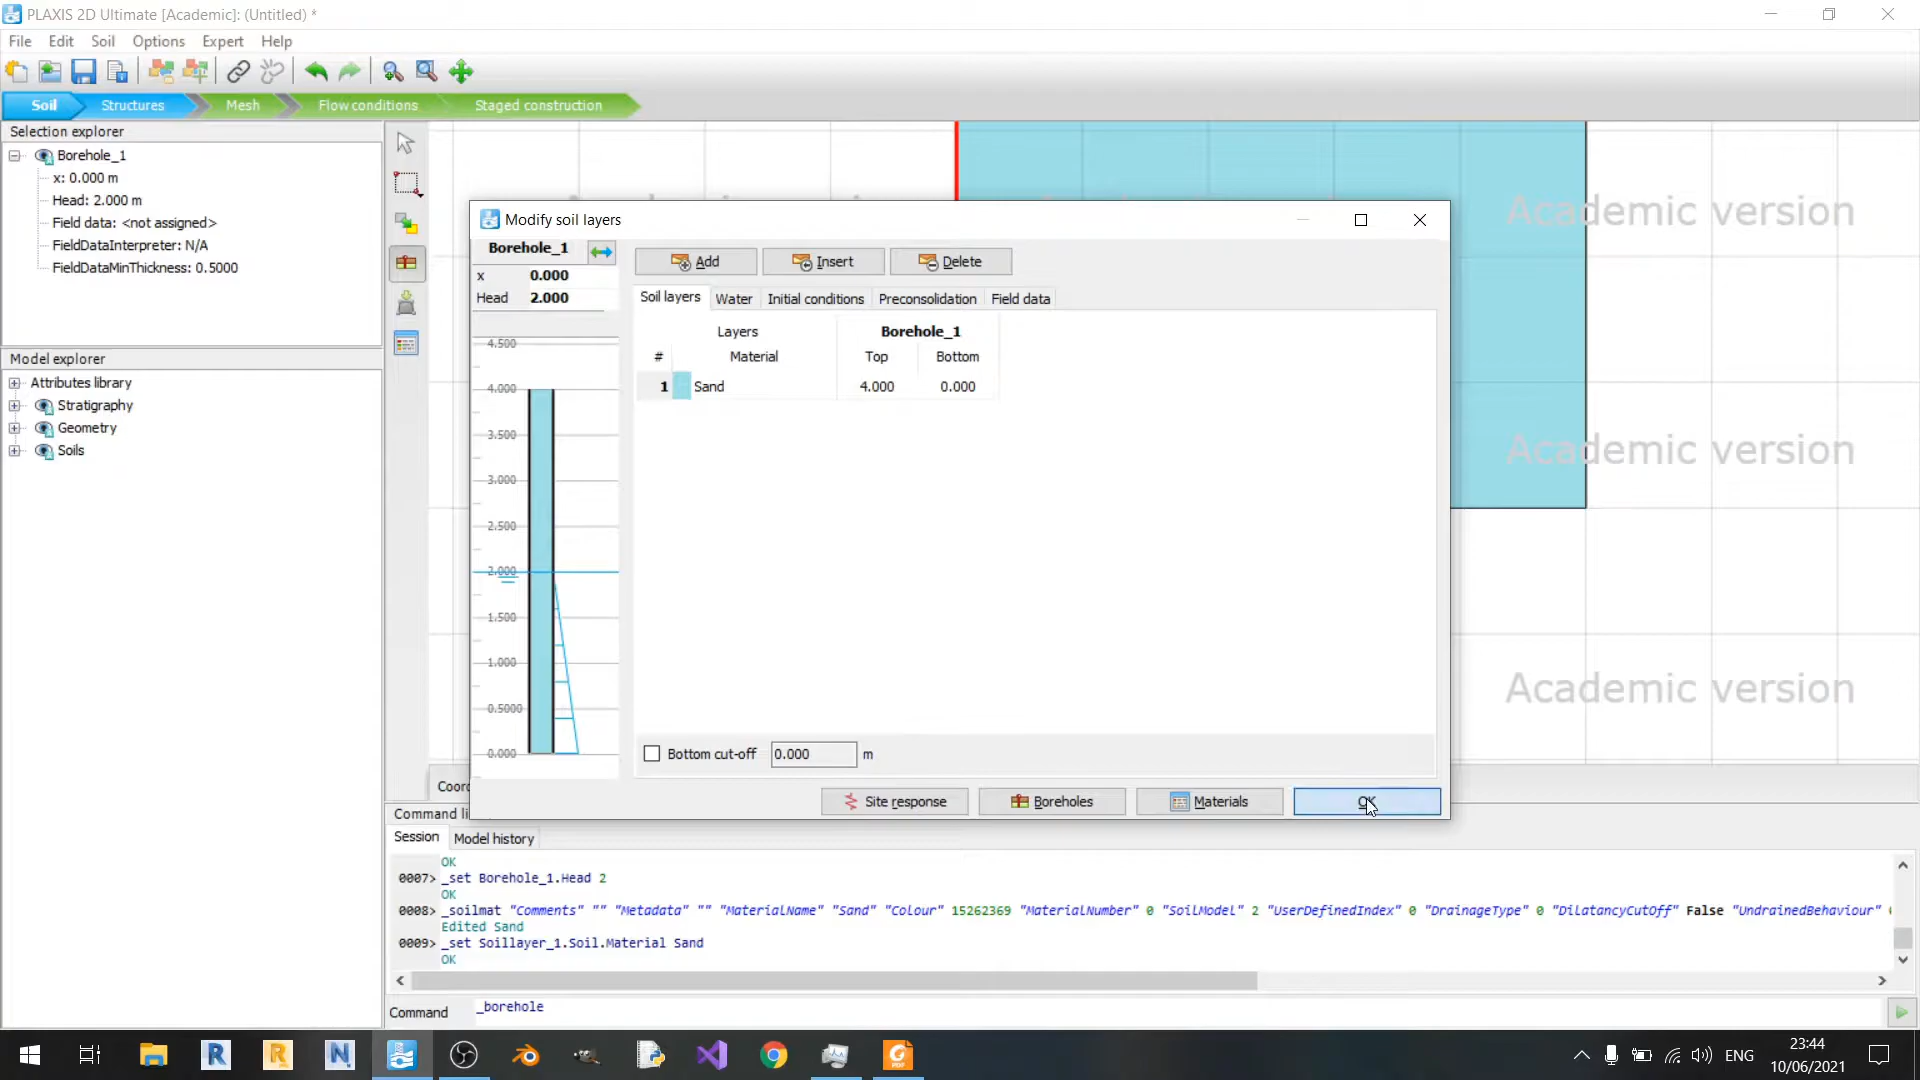 PLAXIS 2D Ultimate [Academic]: (Untitled) *
File Edit Soil Options Expert Help
Soil Structures Mesh Flow conditions Staged construction
Selection explorer
Borehole_1
x: 0.000 m
Head: 2.000 m
Field data: <not assigned>
FieldDataInterpreter: N/A
FieldDataMinThickness: 0.5000
Model explorer
Attributes library
Stratigraphy
Geometry
Soils
Academic version
Academic version
Academic version
Modify soil layers
Borehole_1
x 0.000
Head 2.000
4.500
4.000
3.500
3.000
2.500
2.000
1.500
1.000
0.5000
0.000
Add Insert Delete
Soil layers Water Initial conditions Preconsolidation Field data
Layers Borehole_1
# Material Top Bottom
1 Sand 4.000 0.000
Bottom cut-off 0.000 m
Site response Boreholes Materials OK
Session Model history
OK
0007> _set Borehole_1.Head 2
OK
0008> _soilmat "Comments" "" "Metadata" "" "MaterialName" "Sand" "Colour" 15262369 "MaterialNumber" 0 "SoilModel" 2 "UserDefinedIndex" 0 "DrainageType" 0 "DilatancyCutOff" False "UndrainedBehaviour"
Edited Sand
0009> _set Soillayer_1.Soil.Material Sand
OK
Command _borehole
ENG
23:44
10/06/2021